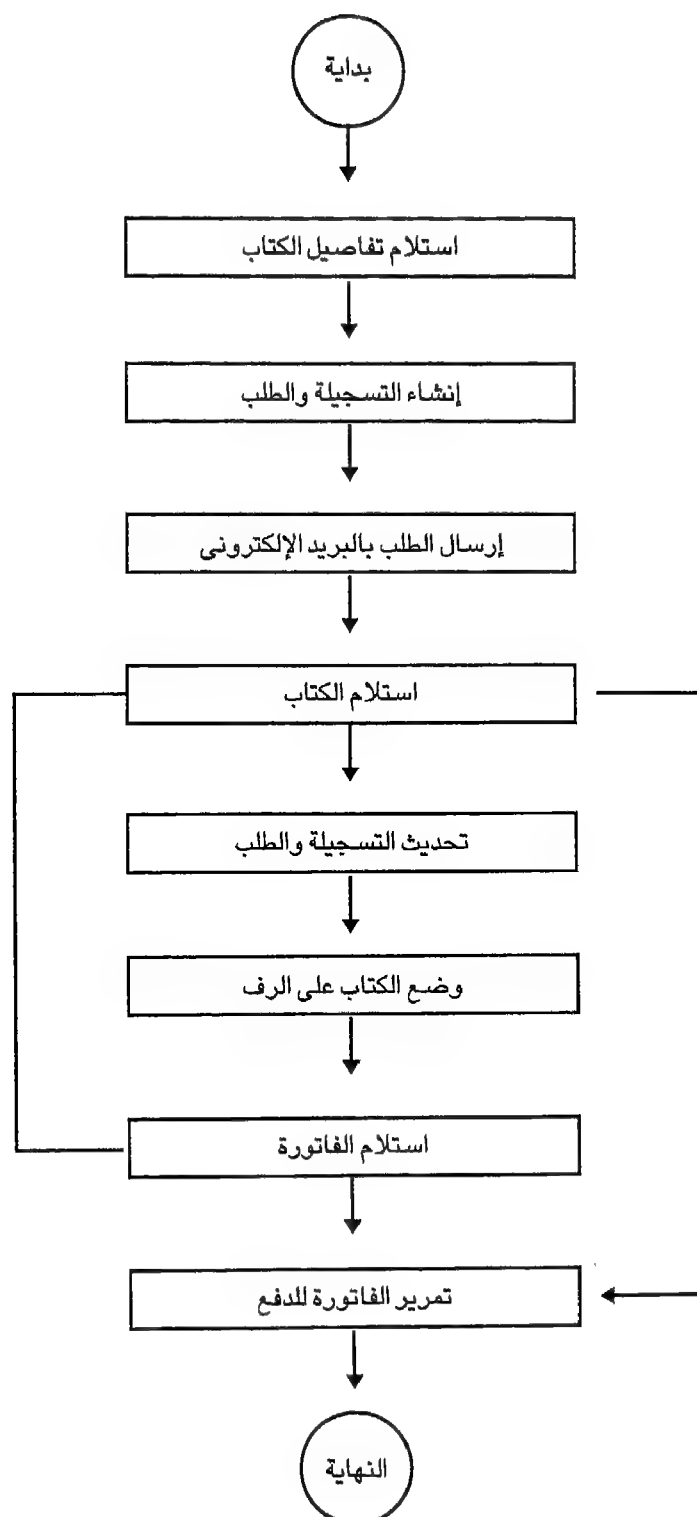 بداية
استلام تفاصيل الكتاب
إنشاء التسجيلة والطلب
إرسال الطلب بالبريد الإلكترونى
استلام الكتاب
تحديث التسجيلة والطلب
وضع الكتاب على الرف
استلام الفاتورة
تمرير الفاتورة للدفع
النهاية